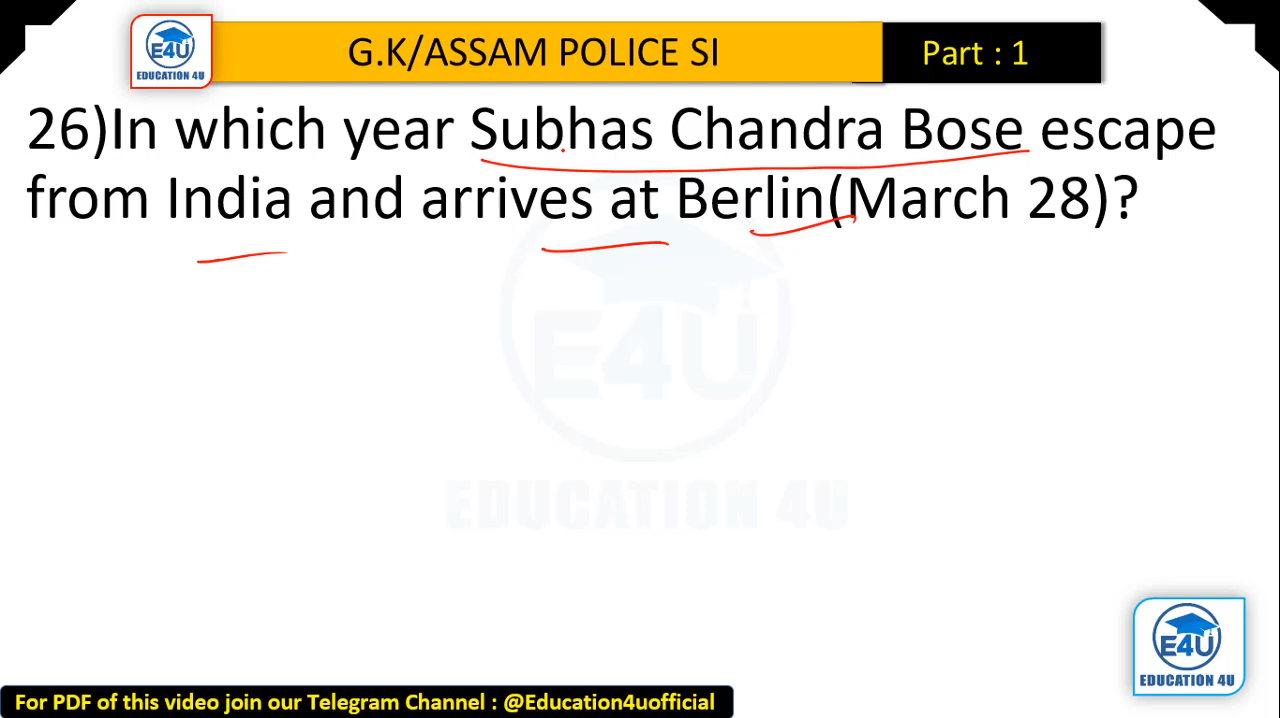 E4U
EDUCATION 4U
G.K/ASSAM POLICE SI
Part : 1
26)In which year Subhas Chandra Bose escape
from India and arrives at Berlin(March 28)?
E4U
EDUCATION 4U
E4U
EDUCATION 4U
For PDF of this video join our Telegram Channel : @Education4uofficial